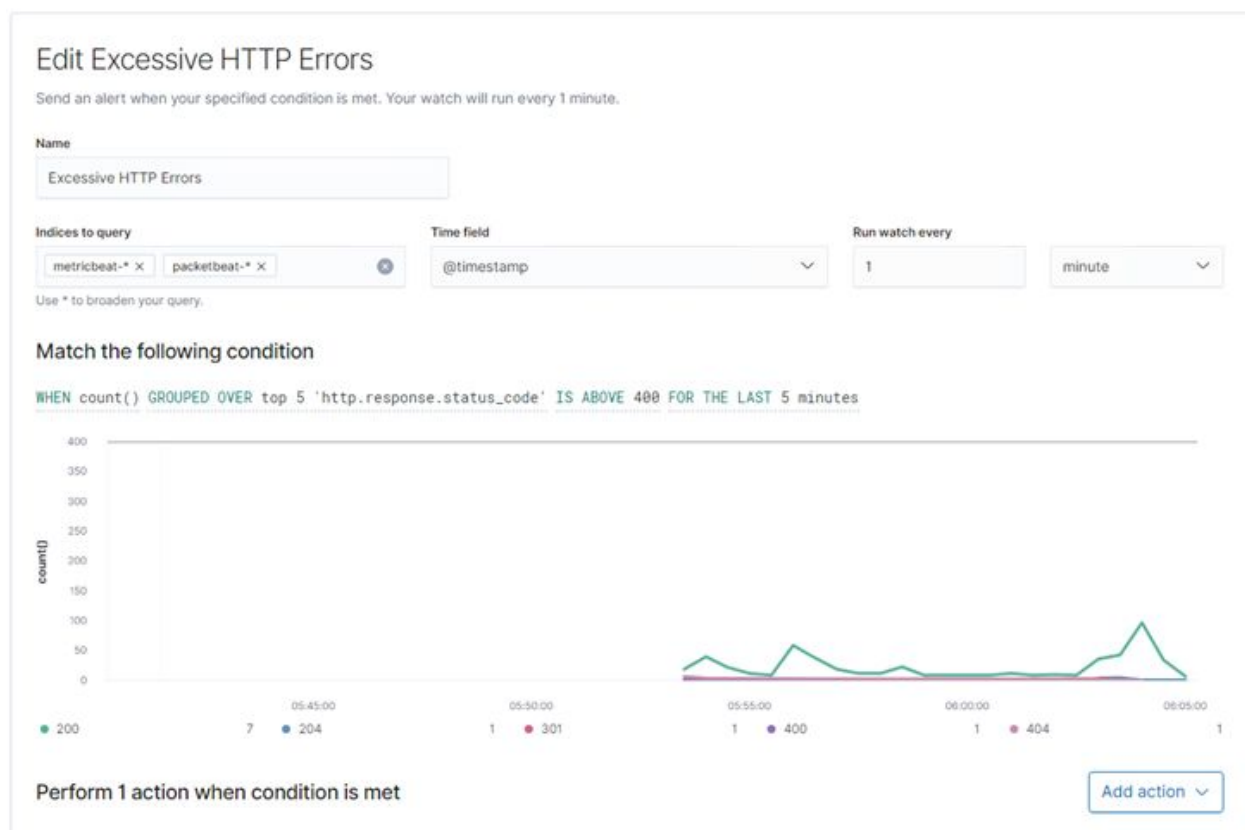 Edit Excessive HTTP Errors
Send an alert when your specified condition is met. Your watch will run every 1 minute.
Name
Excessive HTTP Errors
Indices to query Time field Run watch every
metricbeat-* × packetbeat-* × @timestamp 1 minute
Use * to broaden your query.
Match the following condition
WHEN count() GROUPED OVER top 5 'http.response.status_code' IS ABOVE 400 FOR THE LAST 5 minutes
400
350
300
250
200
150
100
50
0
count()
05:45:00 05:50:00 05:55:00 06:00:00 06:05:00
200 7 204 1 301 1 400 1 404 1
Perform 1 action when condition is met Add action